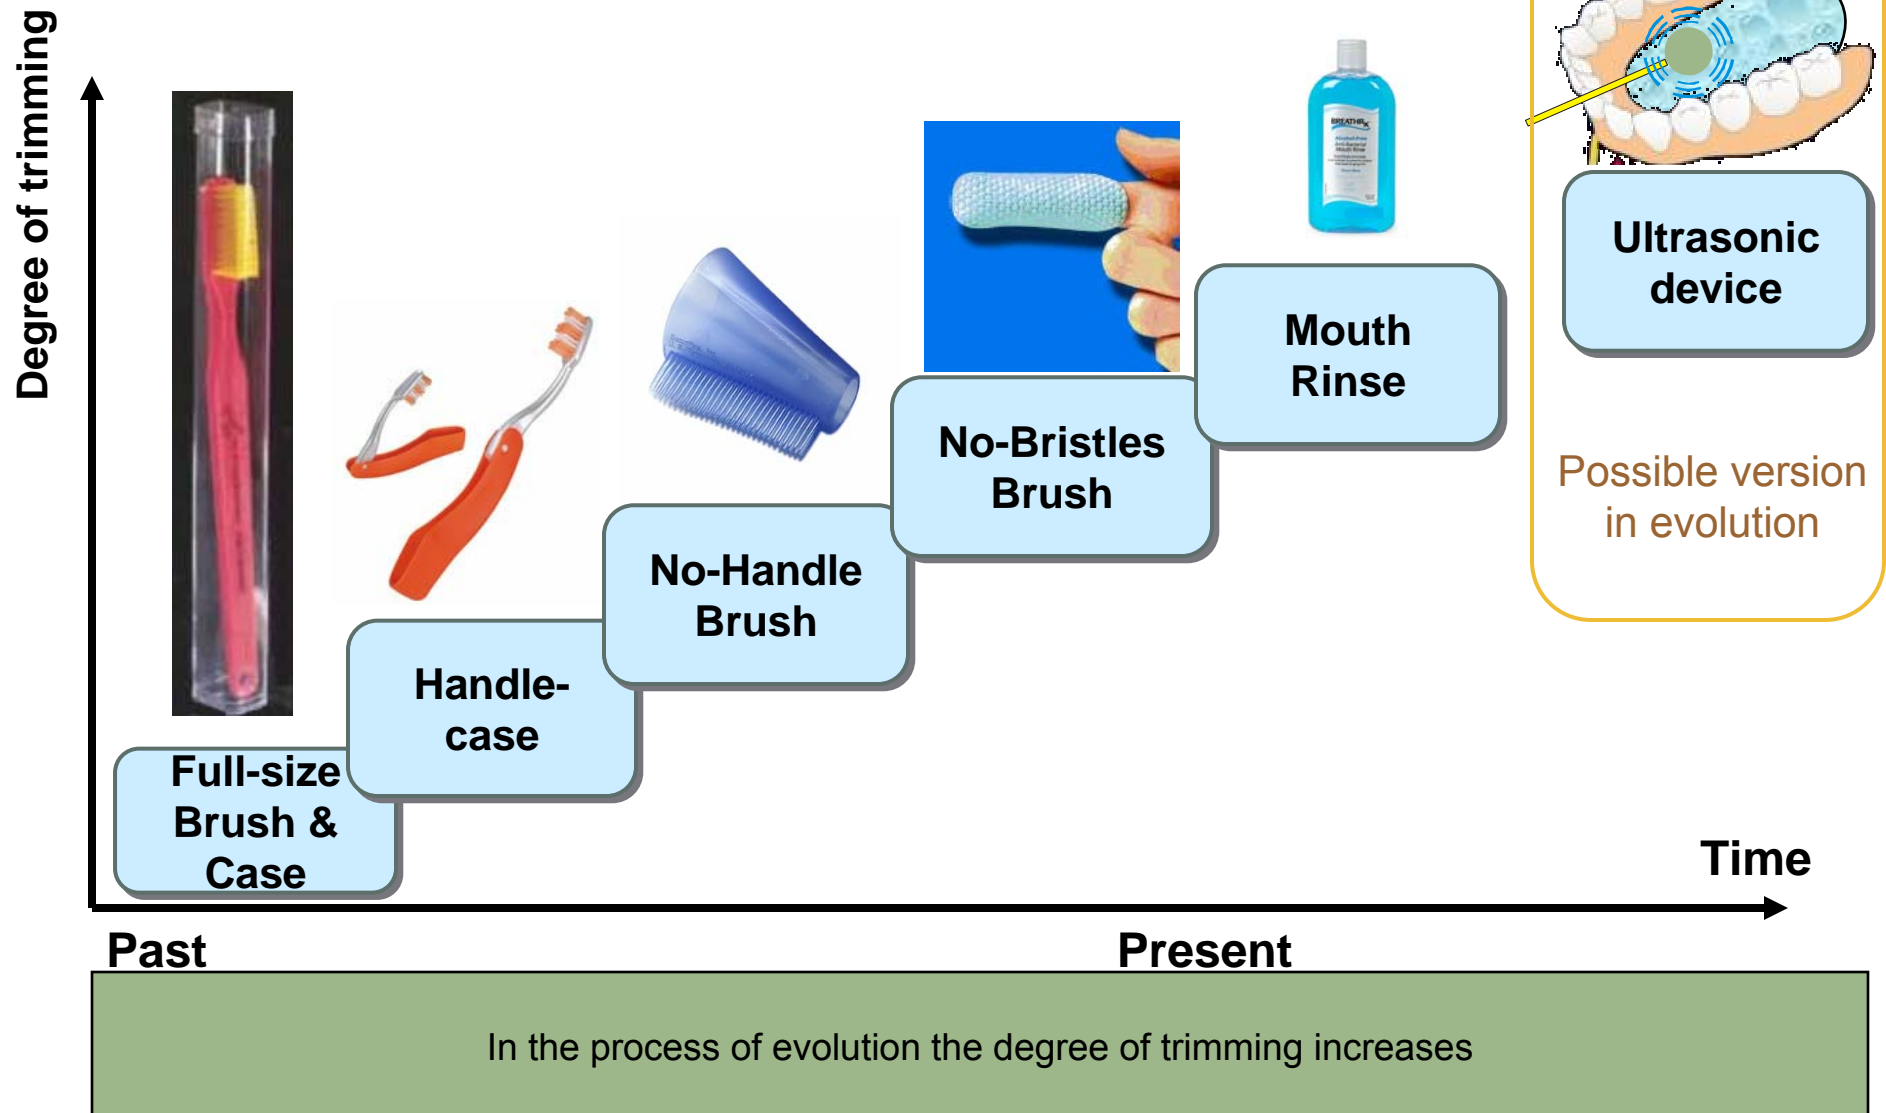 Degree of trimming
BREATHRx
Ultrasonic
device
Mouth
Rinse
Possible version
in evolution
No-Bristles
Brush
No-Handle
Brush
Handle-
case
Full-size
Brush &
Case
Time
Past
Present
In the process of evolution the degree of trimming increases